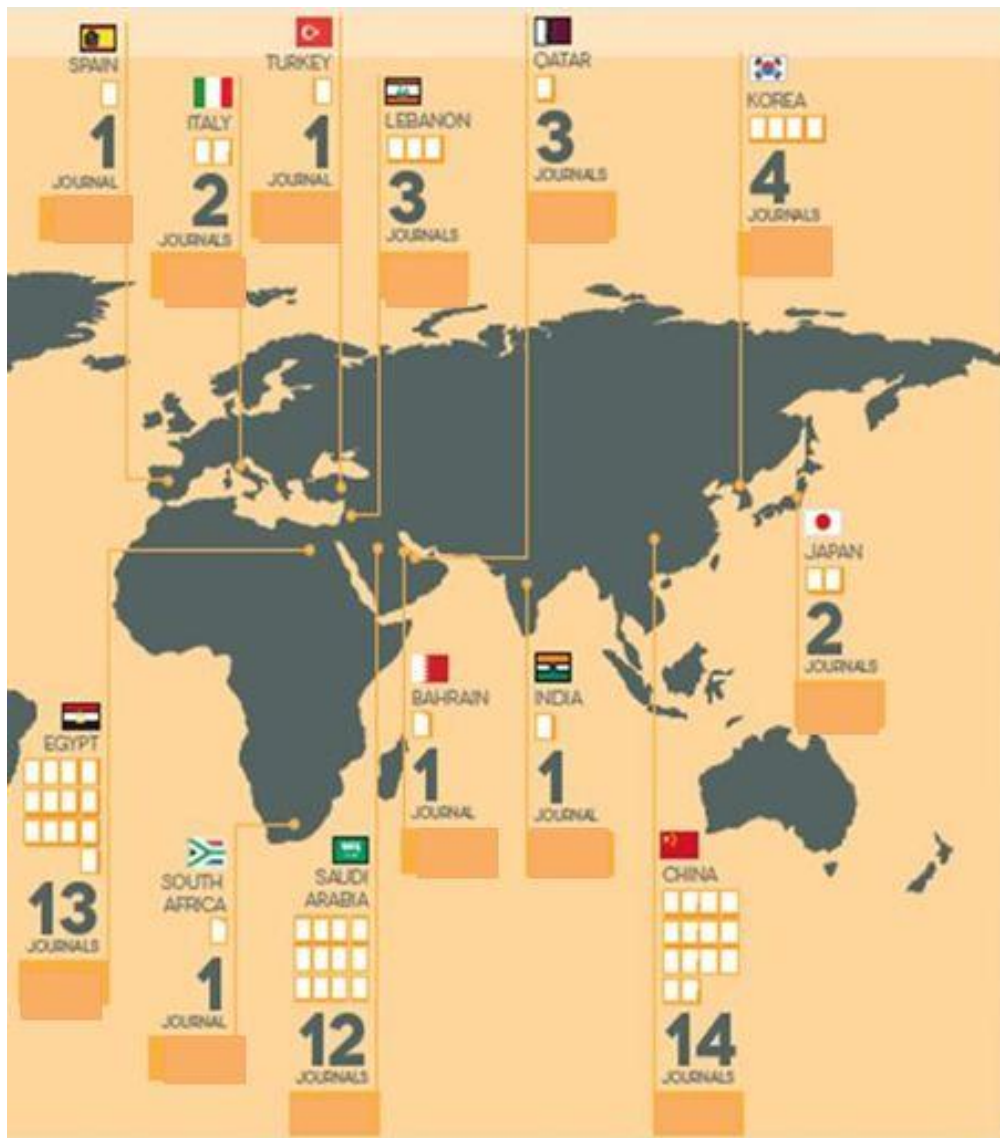 SPAIN
1
JOURNAL
ITALY
2
JOURNALS
TURKEY
1
JOURNAL
LEBANON
3
JOURNALS
QATAR
3
JOURNALS
KOREA
4
JOURNALS
JAPAN
2
JOURNALS
EGYPT
13
JOURNALS
SOUTH
AFRICA
1
JOURNAL
SAUDI
ARABIA
12
JOURNALS
BAHRAIN
1
JOURNAL
INDIA
1
JOURNAL
CHINA
14
JOURNALS